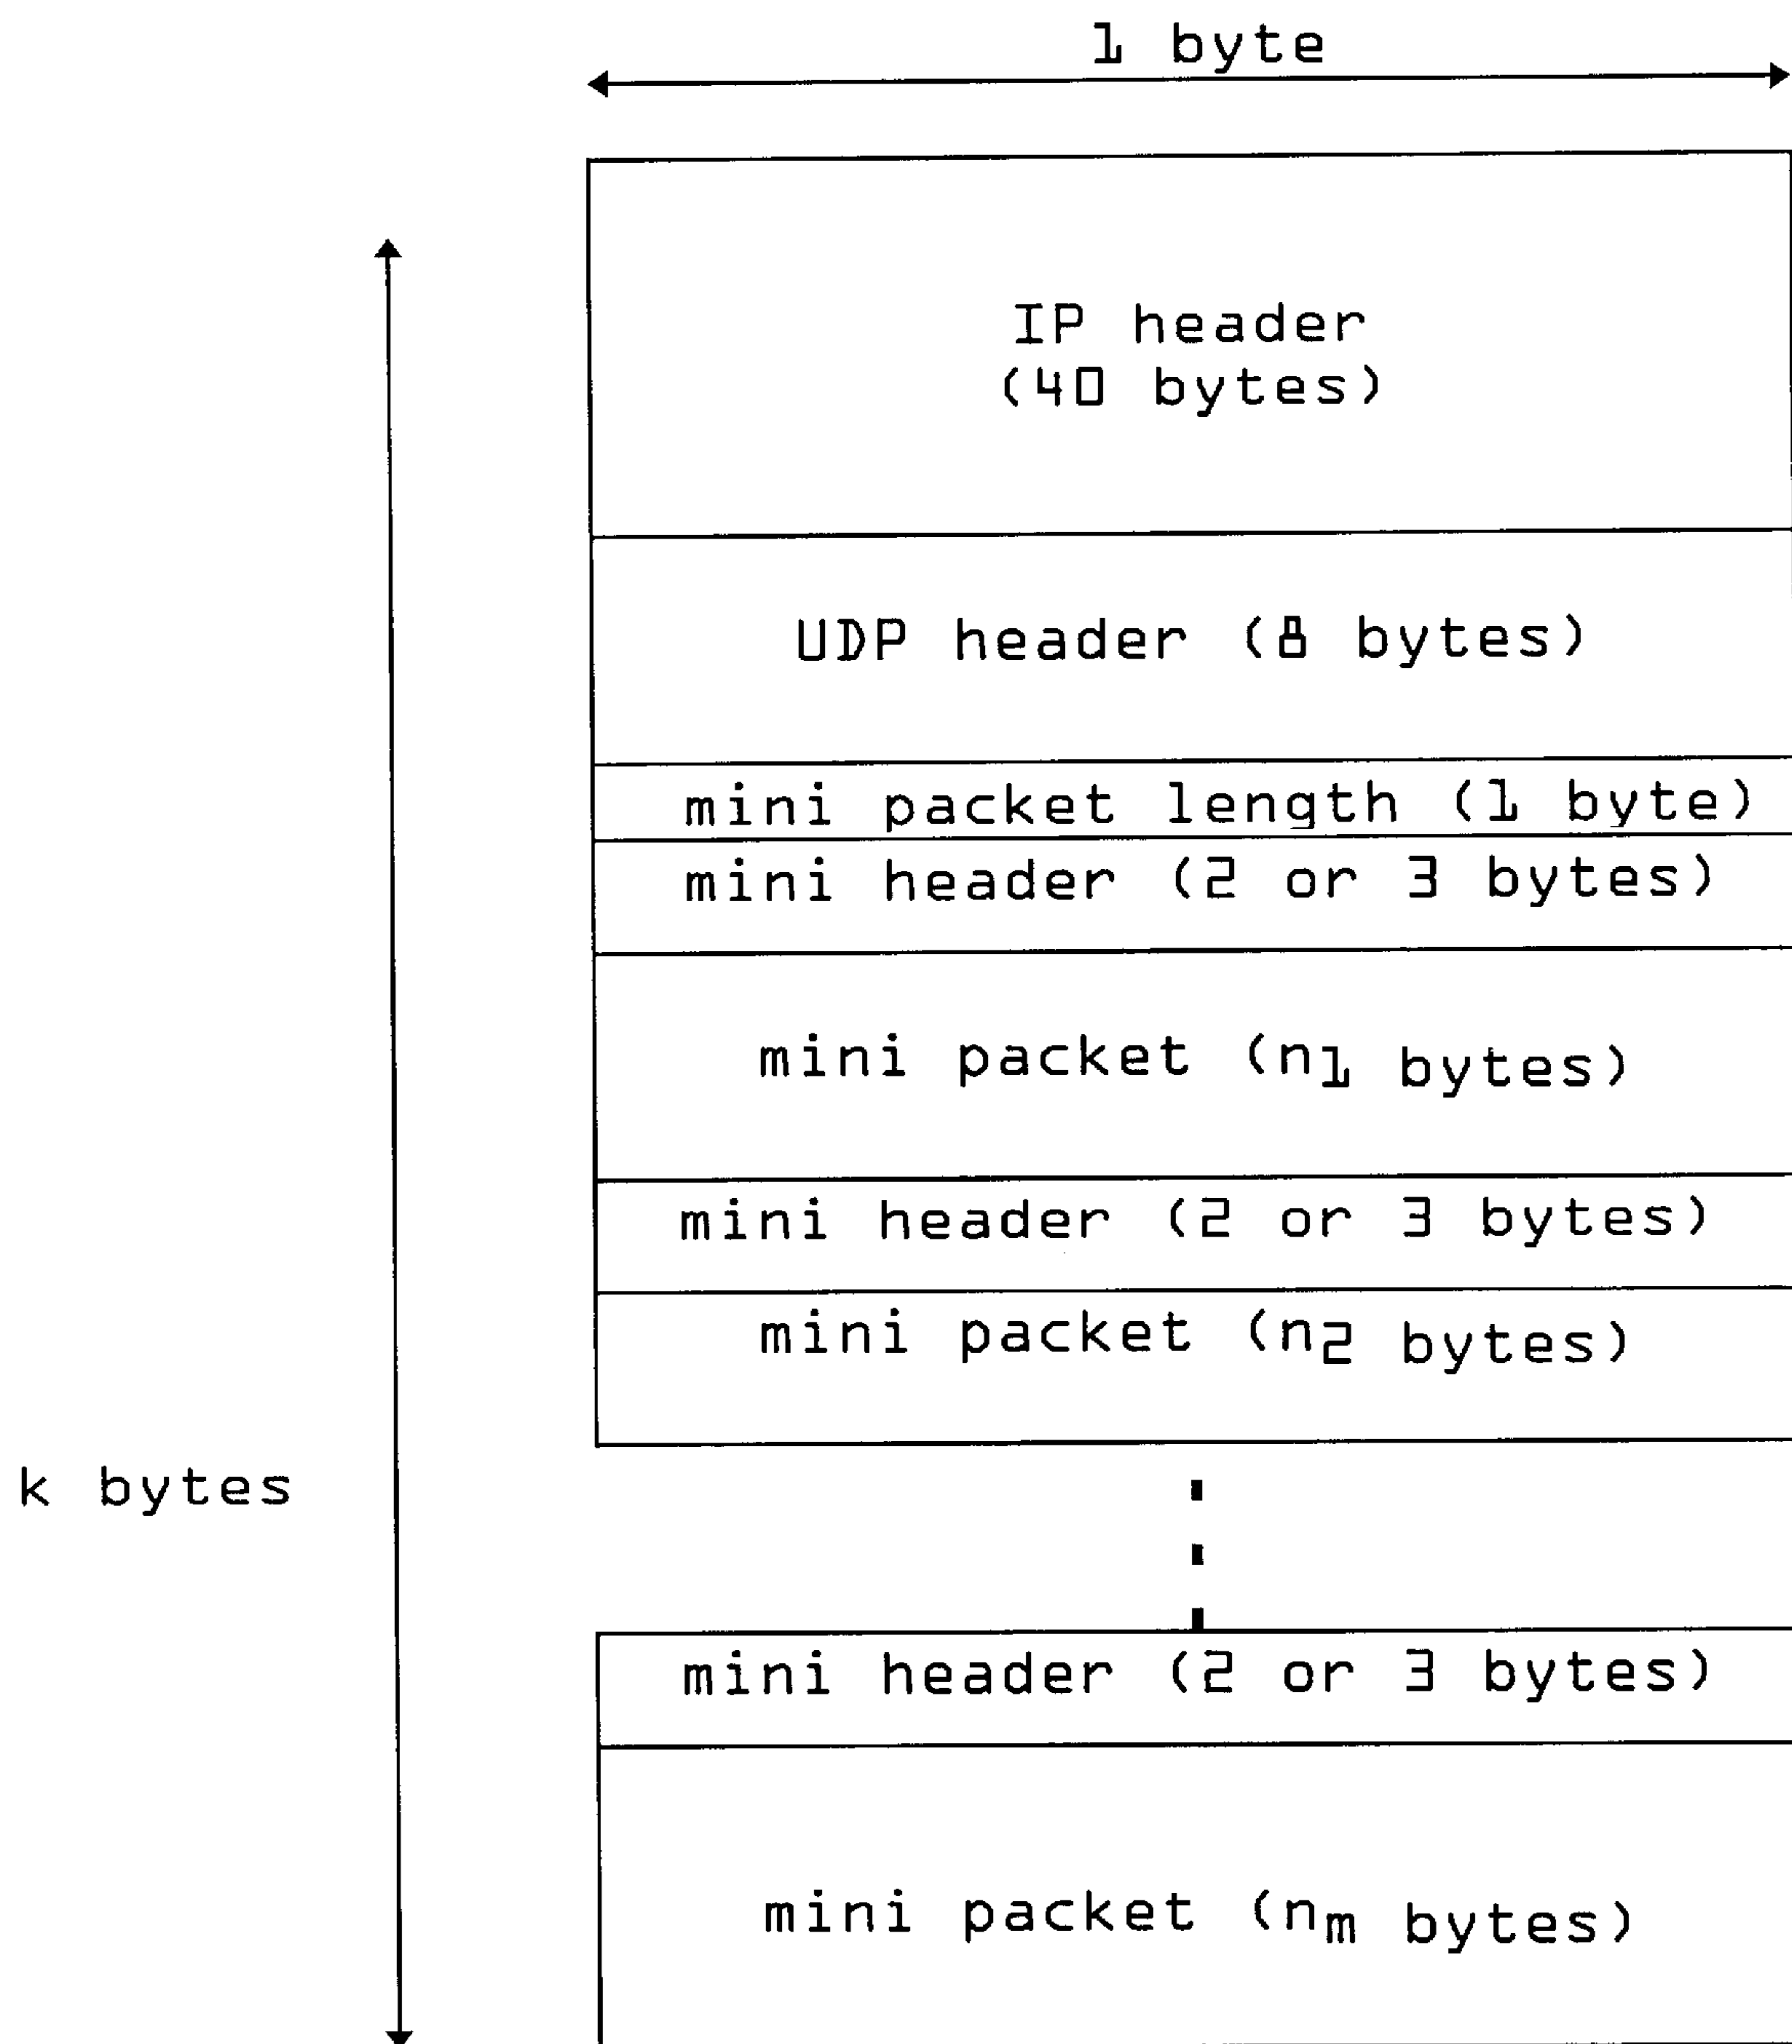 1 byte
IP header
(40 bytes)
UDP header (8 bytes)
mini packet length (1 byte)
mini header (2 or 3 bytes)
mini packet (n1 bytes)
mini header (2 or 3 bytes)
mini packet (n2 bytes)
k bytes
mini header (2 or 3 bytes)
mini packet (nm bytes)